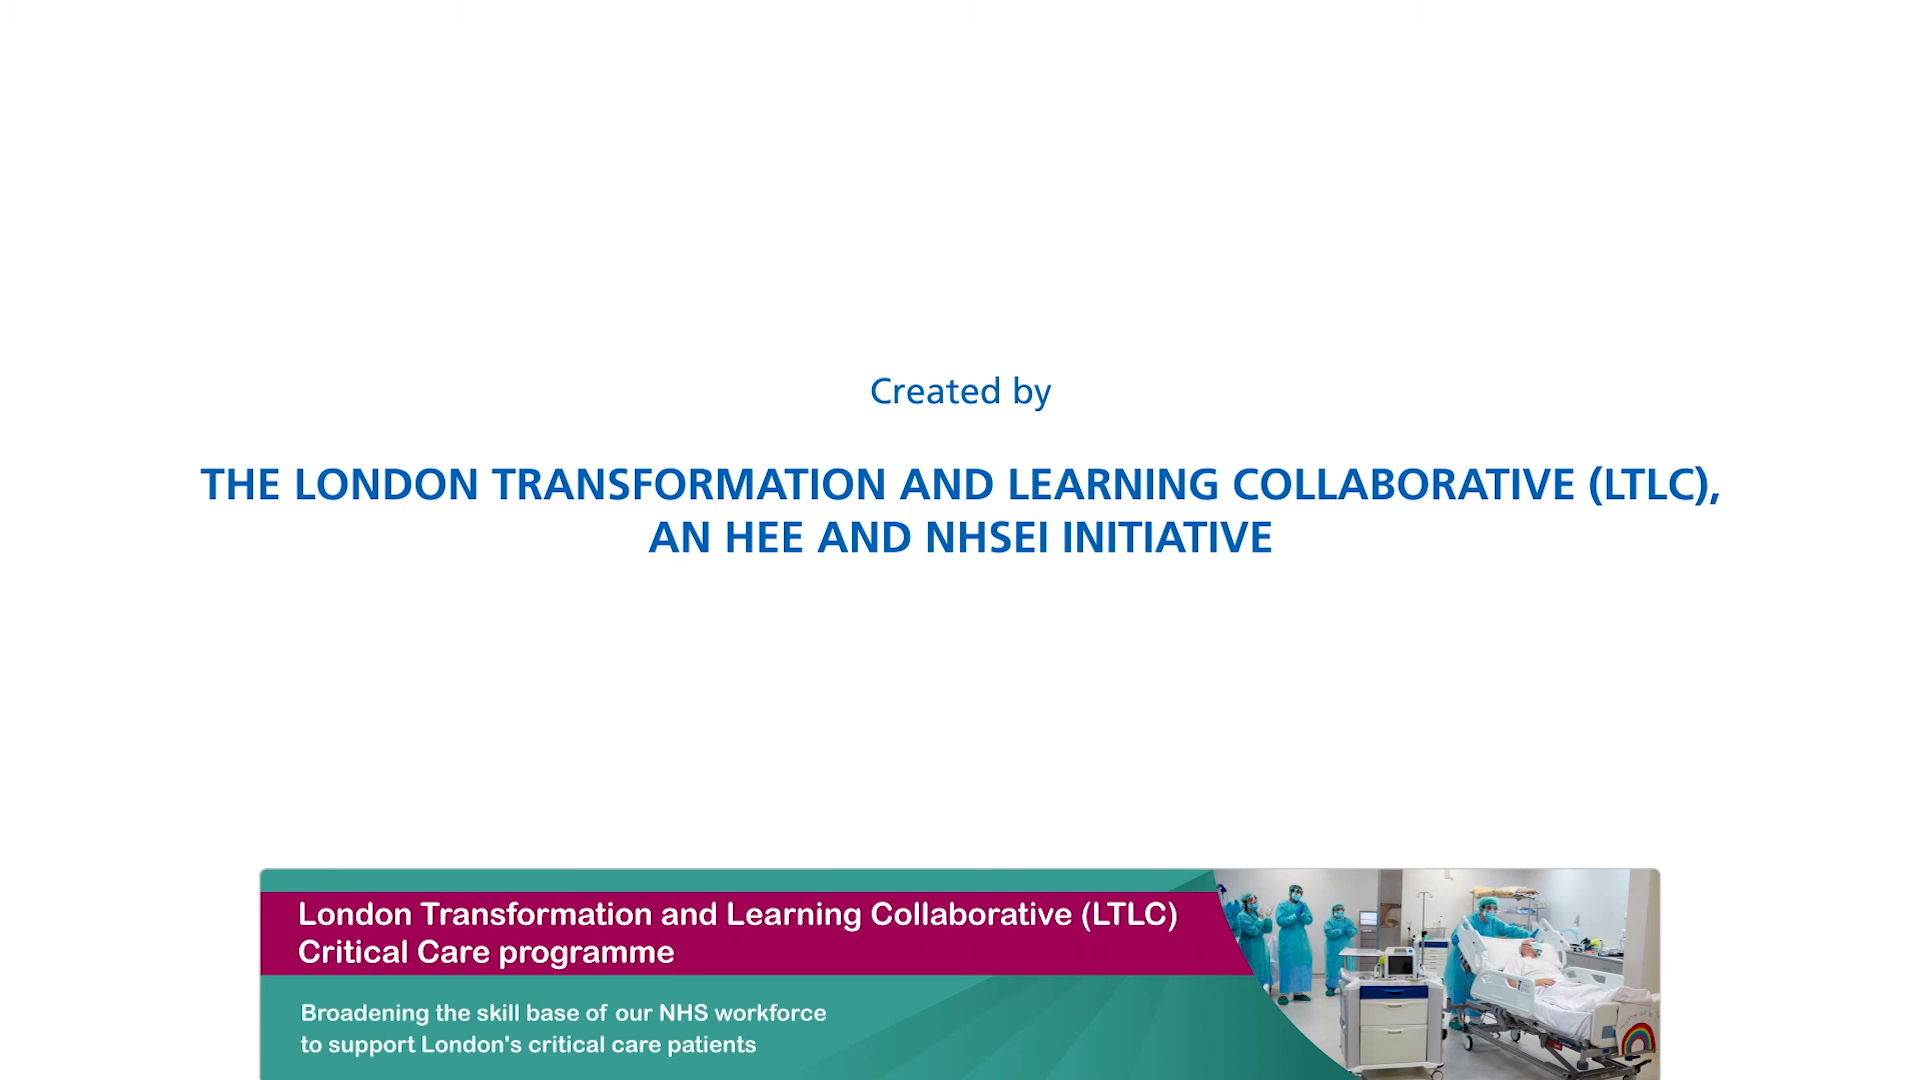 Created by
THE LONDON TRANSFORMATION AND LEARNING COLLABORATIVE (LTLC),
AN HEE AND NHSEI INITIATIVE
London Transformation and Learning Collaborative (LTLC)
Critical Care programme
Broadening the skill base of our NHS workforce
to support London's critical care patients